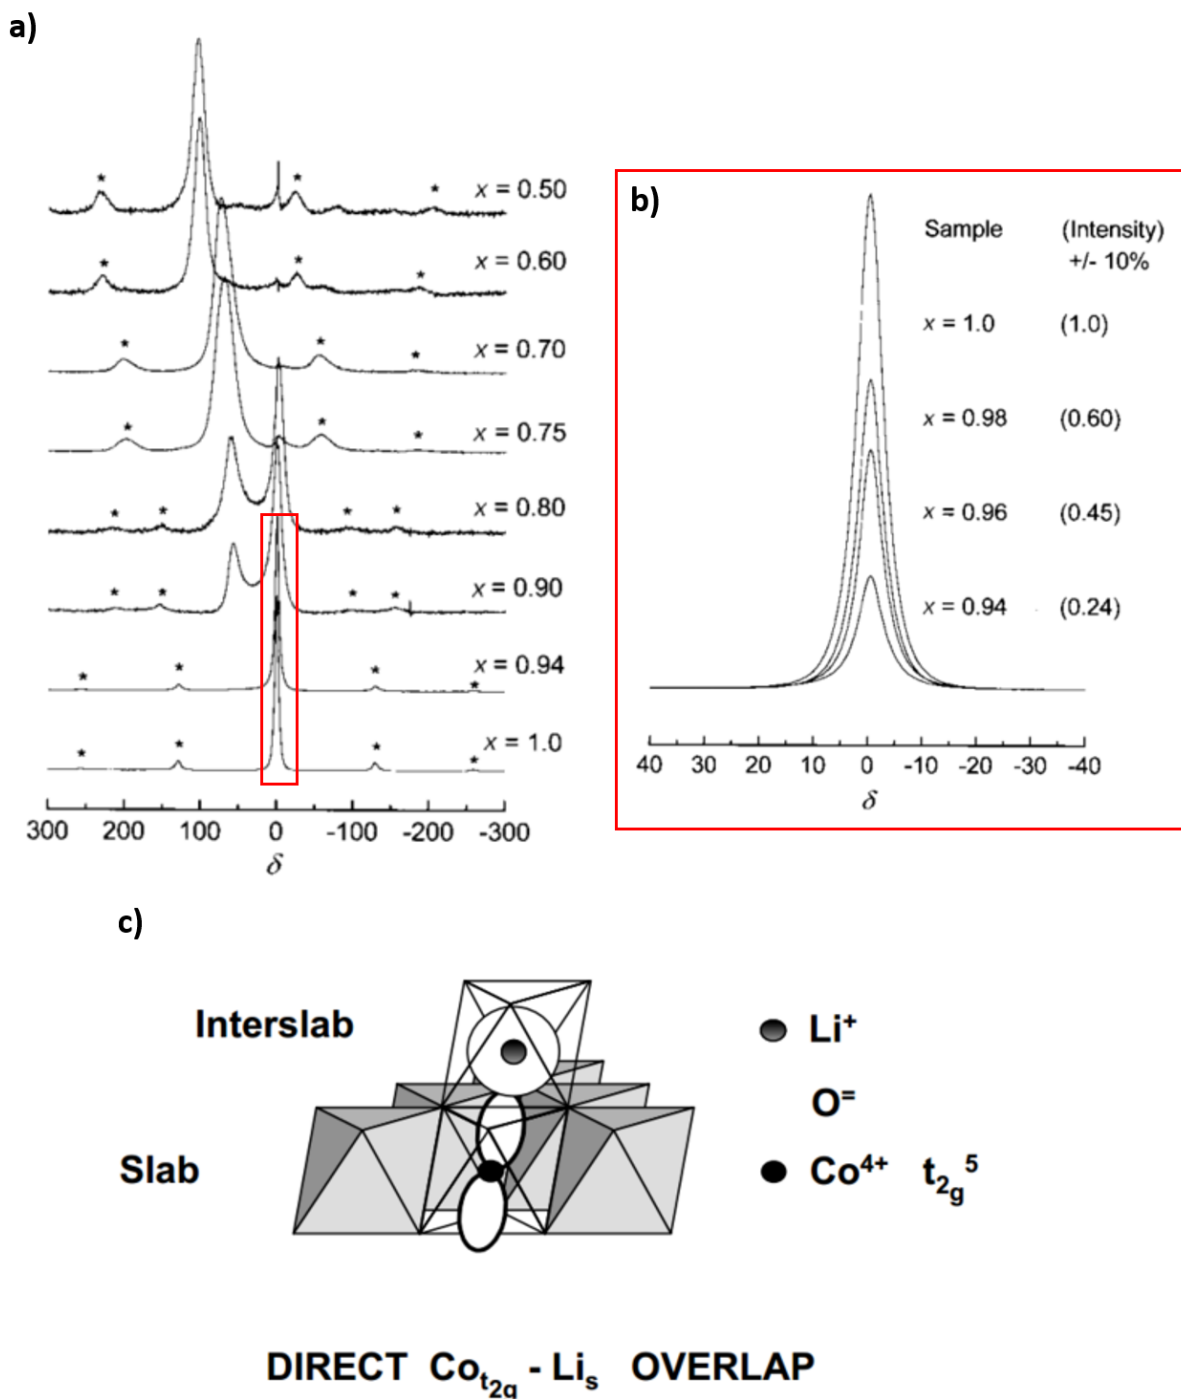 a)
* * * x = 0.50
* * * x = 0.60
* * * x = 0.70
* * * x = 0.75
* * * * x = 0.80
* * * * x = 0.90
* * * * x = 0.94
* * * * x = 1.0
300 200 100 0 -100 -200 -300
δ
b)
Sample (Intensity)
+/- 10%
x = 1.0 (1.0)
x = 0.98 (0.60)
x = 0.96 (0.45)
x = 0.94 (0.24)
40 30 20 10 0 -10 -20 -30 -40
δ
c)
Interslab
Slab
Li⁺
O⁼
Co⁴⁺ t₂g⁵
DIRECT Co_t₂g - Liₛ OVERLAP